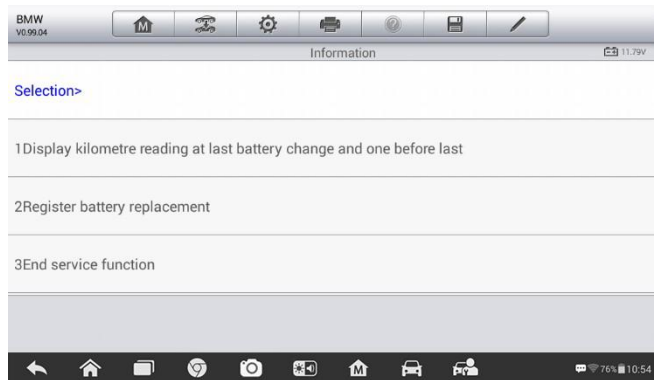 BMW
V0.99.04
M
Information
11.79V
Selection>
1Display kilometre reading at last battery change and one before last
2Register battery replacement
3End service function
M
76% 10:54